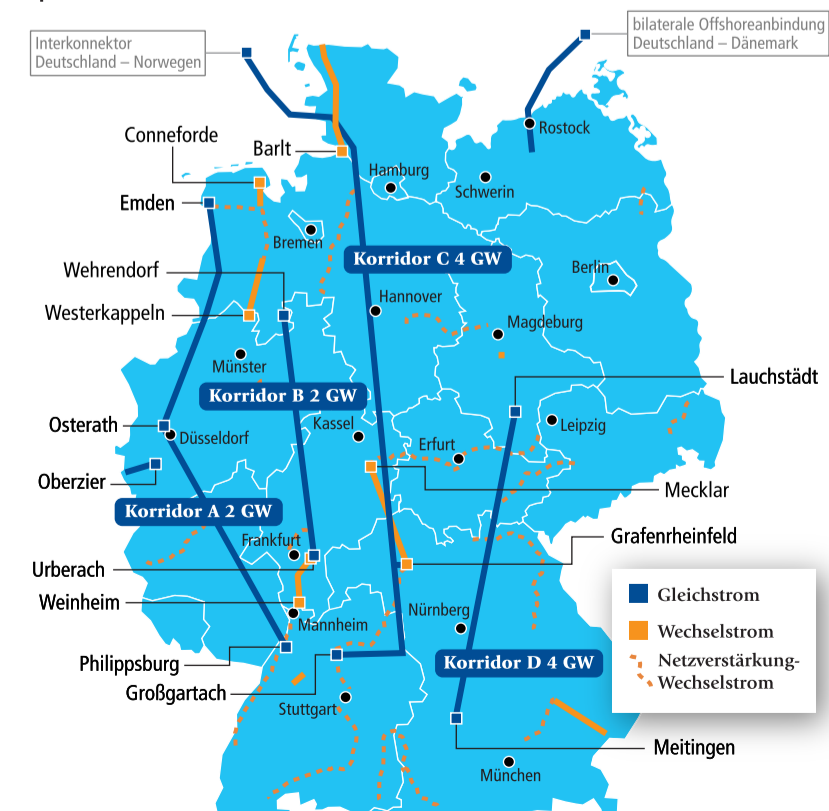 Interkonnektor
Deutschland – Norwegen
bilaterale Offshoreanbindung
Deutschland – Dänemark
Conneforde
Barlt
Rostock
Hamburg
Schwerin
Emden
Bremen
Korridor C 4 GW
Wehrendorf
Berlin
Hannover
Westerkappeln
Magdeburg
Münster
Lauchstädt
Korridor B 2 GW
Osterath
Düsseldorf
Kassel
Leipzig
Erfurt
Oberzier
Mecklar
Korridor A 2 GW
Grafenrheinfeld
Frankfurt
Urberach
Gleichstrom
Weinheim
Mannheim
Nürnberg
Wechselstrom
Netzverstärkung-
Wechselstrom
Philippsburg
Korridor D 4 GW
Großgartach
Stuttgart
Meitingen
München